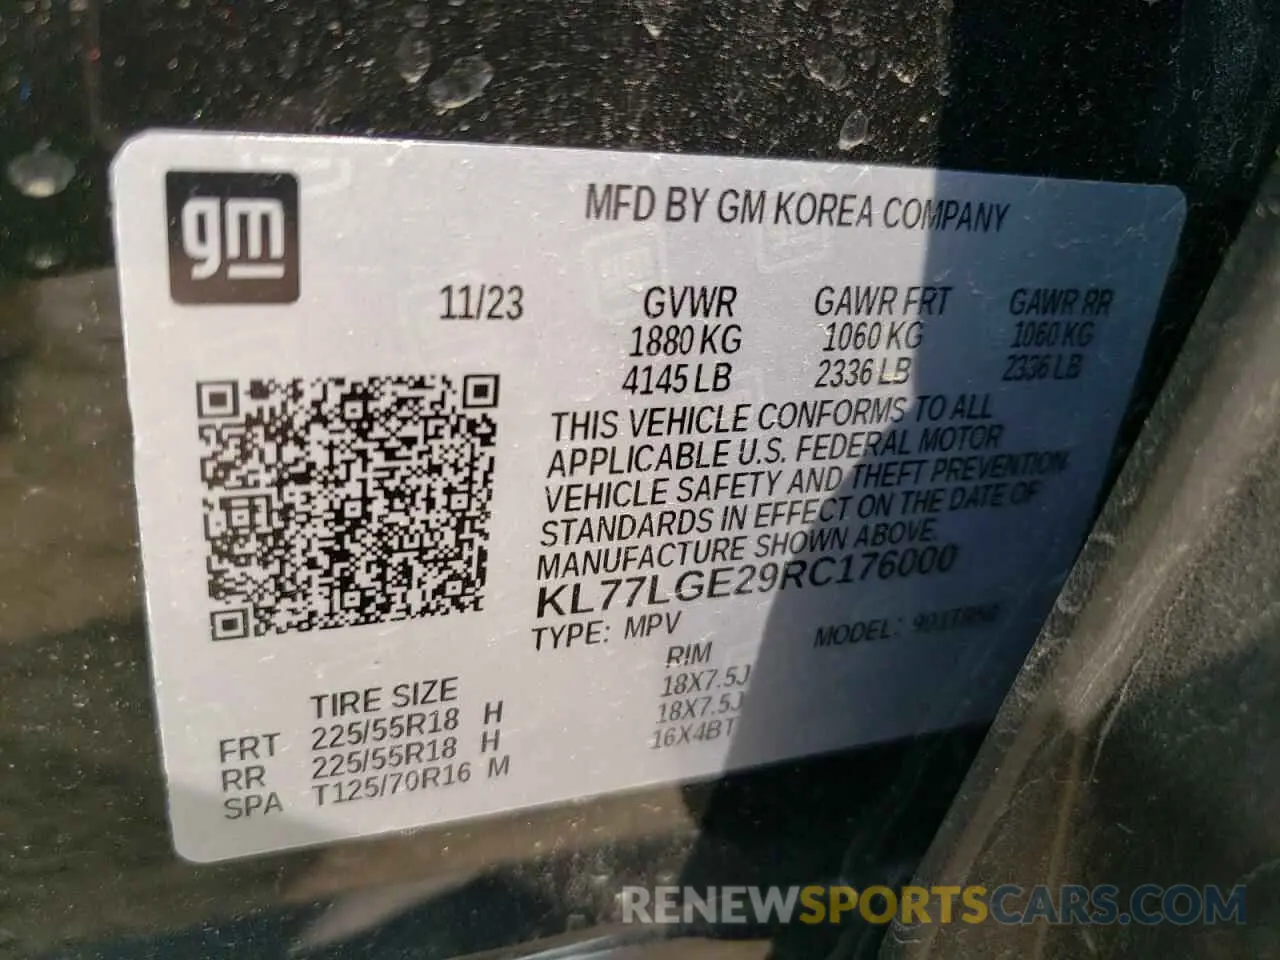 gm
MFD BY GM KOREA COMPANY
11/23 GVWR GAWR FRT GAWR RR
1880 KG 1060 KG 1060 KG
4145 LB 2336 LB 2336 LB
THIS VEHICLE CONFORMS TO ALL
APPLICABLE U.S. FEDERAL MOTOR
VEHICLE SAFETY AND THEFT PREVENTION
STANDARDS IN EFFECT ON THE DATE OF
MANUFACTURE SHOWN ABOVE.
KL77LGE29RC176000
TYPE: MPV MODEL:
TIRE SIZE RIM
FRT 225/55R18 H 18X7.5J
RR 225/55R18 H 18X7.5J
SPA T125/70R16 M 16X4BT
RENEWSPORTSCARS.COM